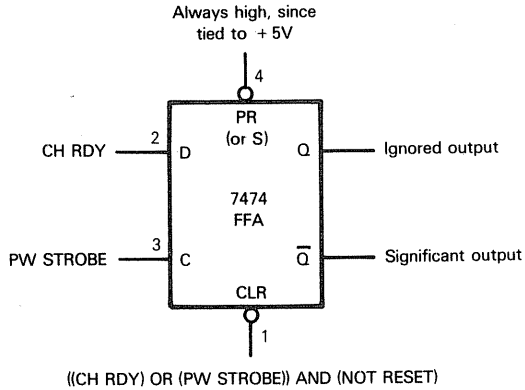 Always high, since
tied to +5V
4
PR
(or S)
CH RDY
2
D
Q
Ignored output
7474
FFA
PW STROBE
3
C
Q̅
Significant output
CLR
1
((CH RDY) OR (PW STROBE)) AND (NOT RESET)